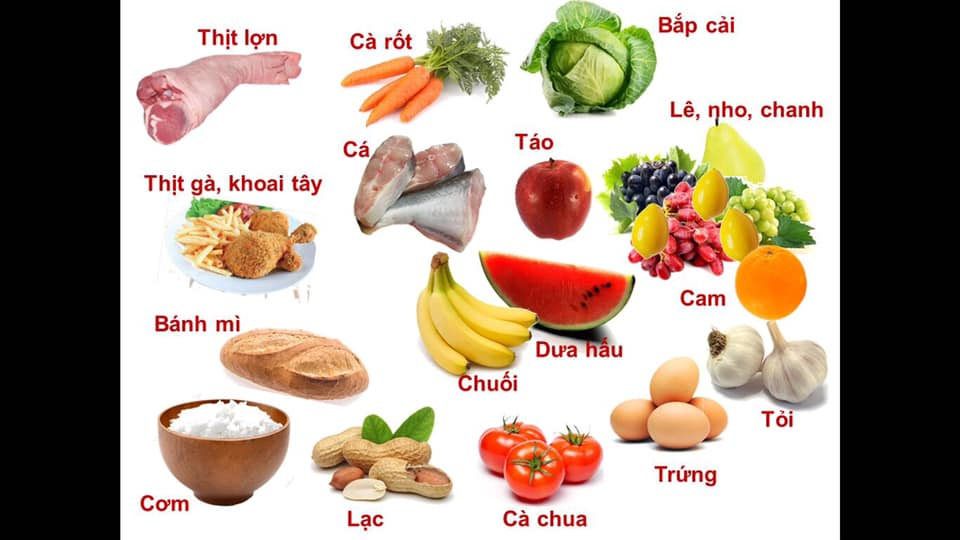 Thịt lợn
Cà rốt
Bắp cải
Lê, nho, chanh
Cá
Táo
Thịt gà, khoai tây
Cam
Bánh mì
Dưa hấu
Chuối
Tỏi
Trứng
Cơm
Lạc
Cà chua